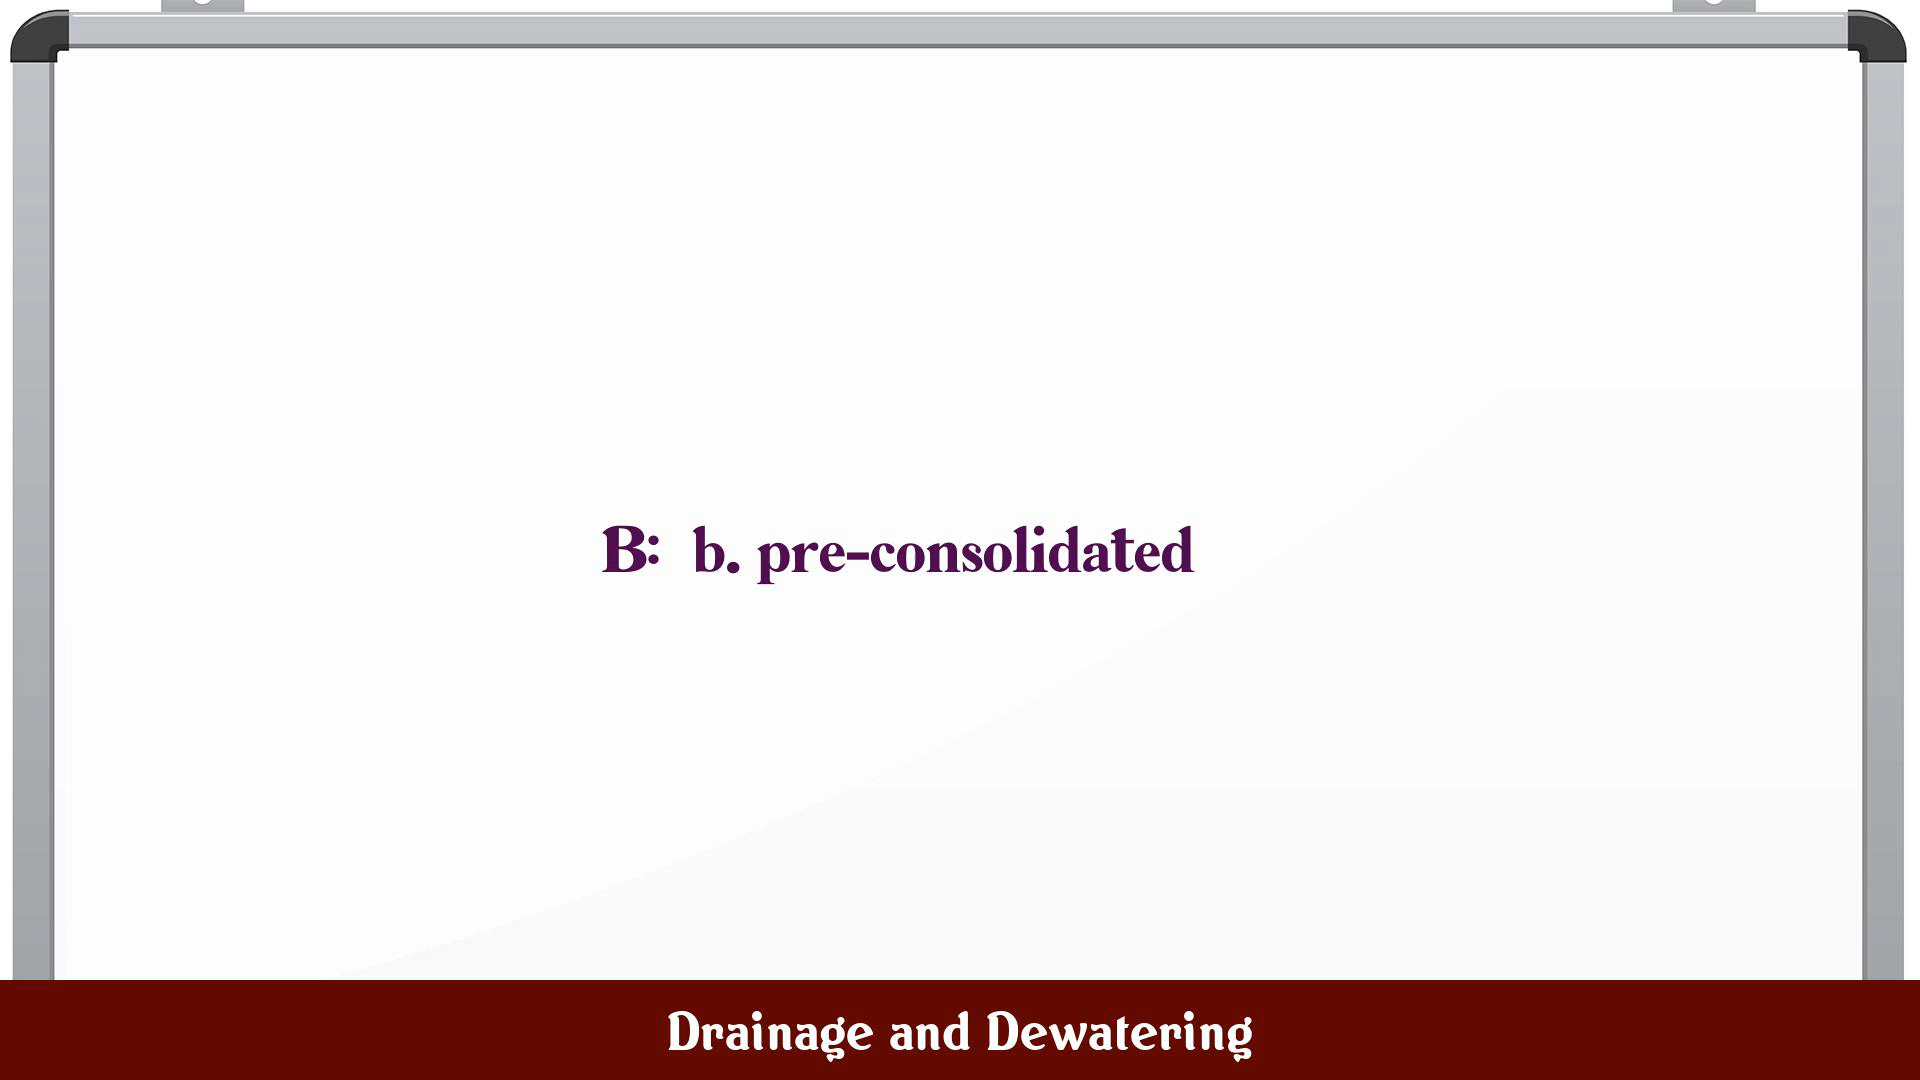 B:  b. pre-consolidated
Drainage and Dewatering